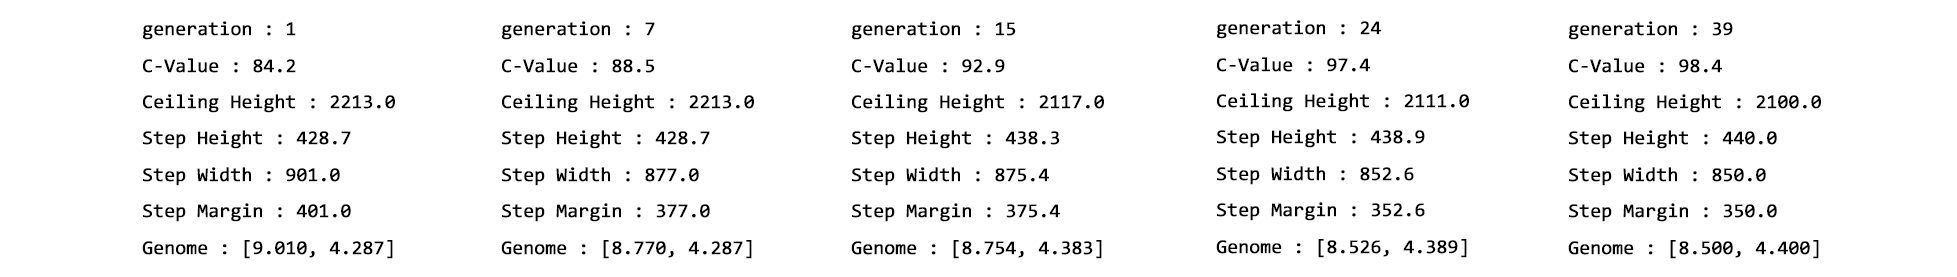 generation : 1
C-Value : 84.2
Ceiling Height : 2213.0
Step Height : 428.7
Step Width : 901.0
Step Margin : 401.0
Genome : [9.010, 4.287]
generation : 7
C-Value : 88.5
Ceiling Height : 2213.0
Step Height : 428.7
Step Width : 877.0
Step Margin : 377.0
Genome : [8.770, 4.287]
generation : 15
C-Value : 92.9
Ceiling Height : 2117.0
Step Height : 438.3
Step Width : 875.4
Step Margin : 375.4
Genome : [8.754, 4.383]
generation : 24
C-Value : 97.4
Ceiling Height : 2111.0
Step Height : 438.9
Step Width : 852.6
Step Margin : 352.6
Genome : [8.526, 4.389]
generation : 39
C-Value : 98.4
Ceiling Height : 2100.0
Step Height : 440.0
Step Width : 850.0
Step Margin : 350.0
Genome : [8.500, 4.400]